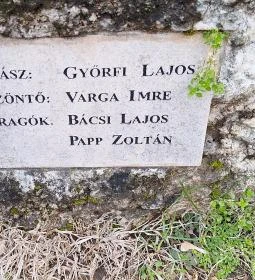 ÁSZ: GYŐRFI LAJOS
ZÖNTŐ: VARGA IMRE
RAGÓK. BÁCSI LAJOS
PAPP ZOLTÁN